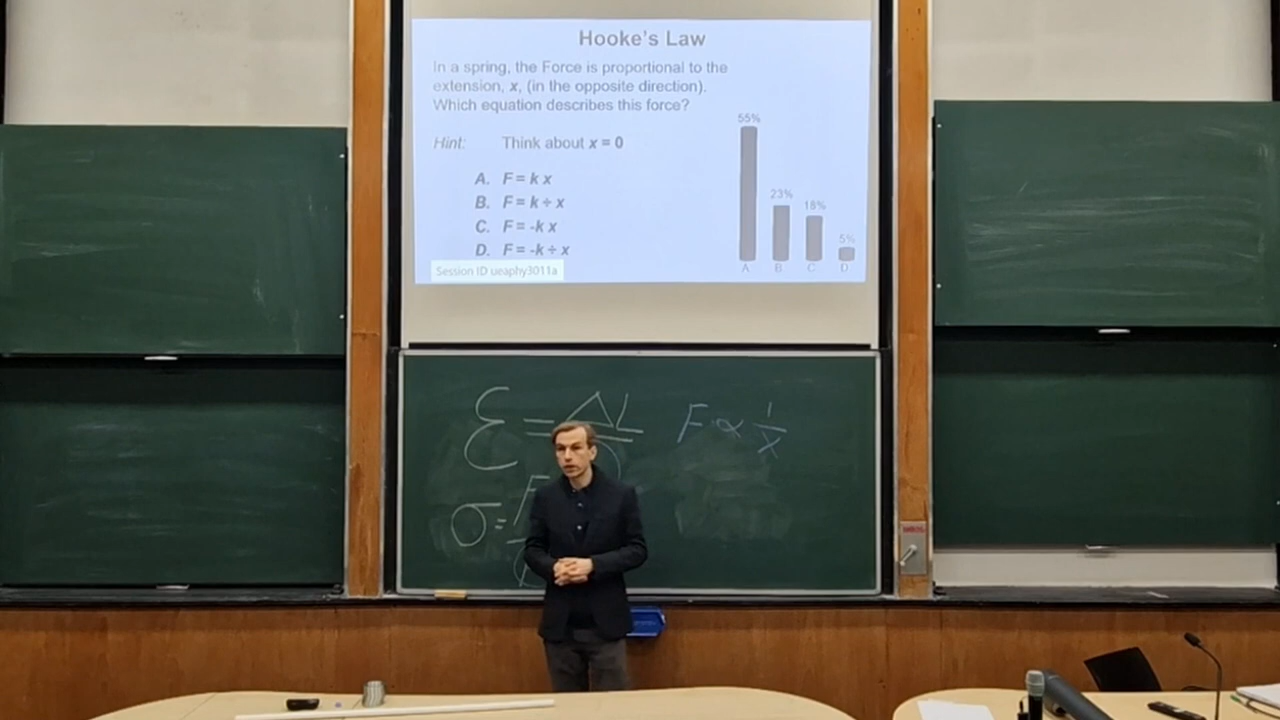 Hooke's Law
In a spring, the Force is proportional to the
extension, x, (in the opposite direction).
Which equation describes this force?
Hint: Think about x = 0
A. F = k x
B. F = k ÷ x
C. F = -k x
D. F = -k ÷ x
Session ID ueaphy3011a
55%
23%
18%
5%
A B C D
ε = ΔL
F ∝ 1/x
σ = F